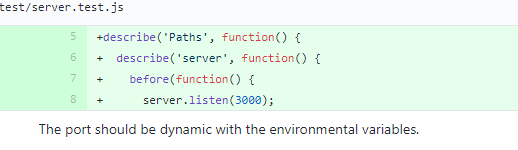 test/server.test.js
5 +describe('Paths', function() {
6 + describe('server', function() {
7 + before(function() {
8 + server.listen(3000);
The port should be dynamic with the environmental variables.